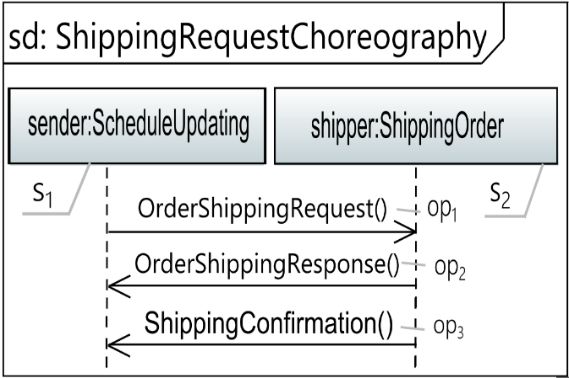 sd: ShippingRequestChoreography
sender:ScheduleUpdating
shipper:ShippingOrder
S1
S2
OrderShippingRequest()
op1
OrderShippingResponse()
op2
ShippingConfirmation()
op3